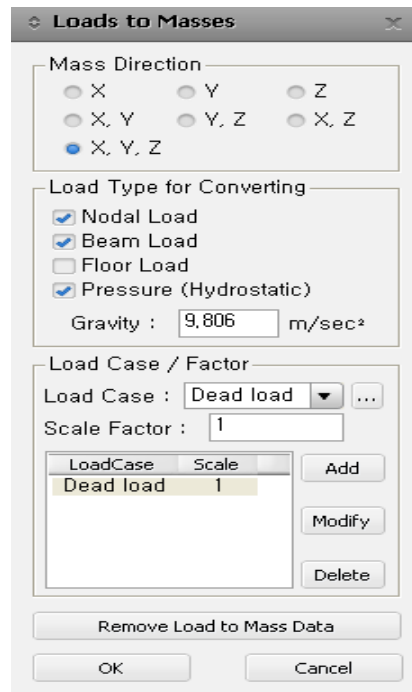 Loads to Masses
Mass Direction
X Y Z
X, Y Y, Z X, Z
X, Y, Z
Load Type for Converting
Nodal Load
Beam Load
Floor Load
Pressure (Hydrostatic)
Gravity : 9,806 m/sec²
Load Case / Factor
Load Case : Dead load ...
Scale Factor : 1
LoadCase Scale
Dead load 1
Add
Modify
Delete
Remove Load to Mass Data
OK Cancel